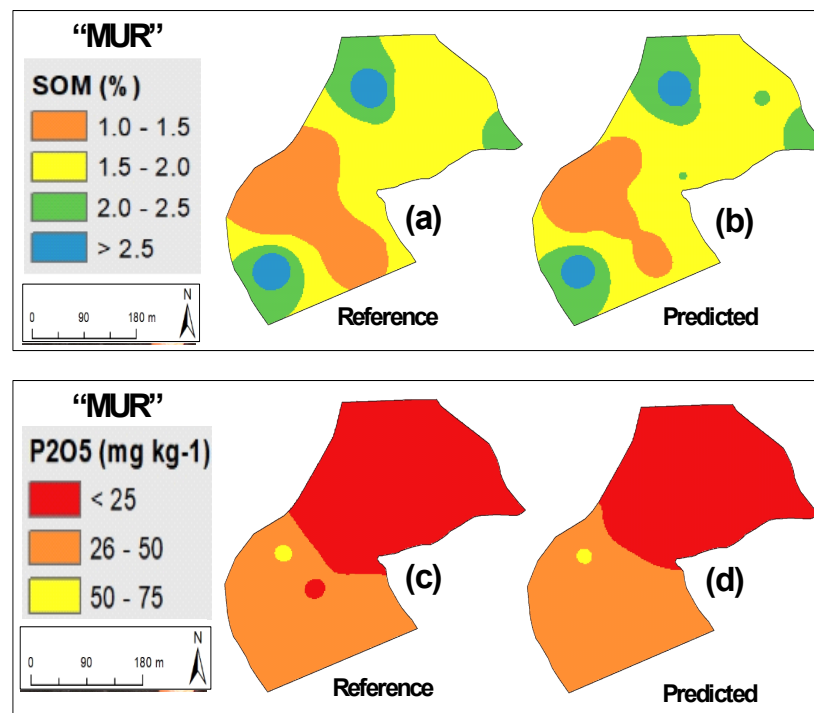 “MUR”
SOM (%)
1.0 - 1.5
1.5 - 2.0
2.0 - 2.5
> 2.5
N
0 90 180 m
(a)
(b)
Reference
Predicted
“MUR”
P2O5 (mg kg-1)
< 25
26 - 50
50 - 75
N
0 90 180 m
(c)
(d)
Reference
Predicted